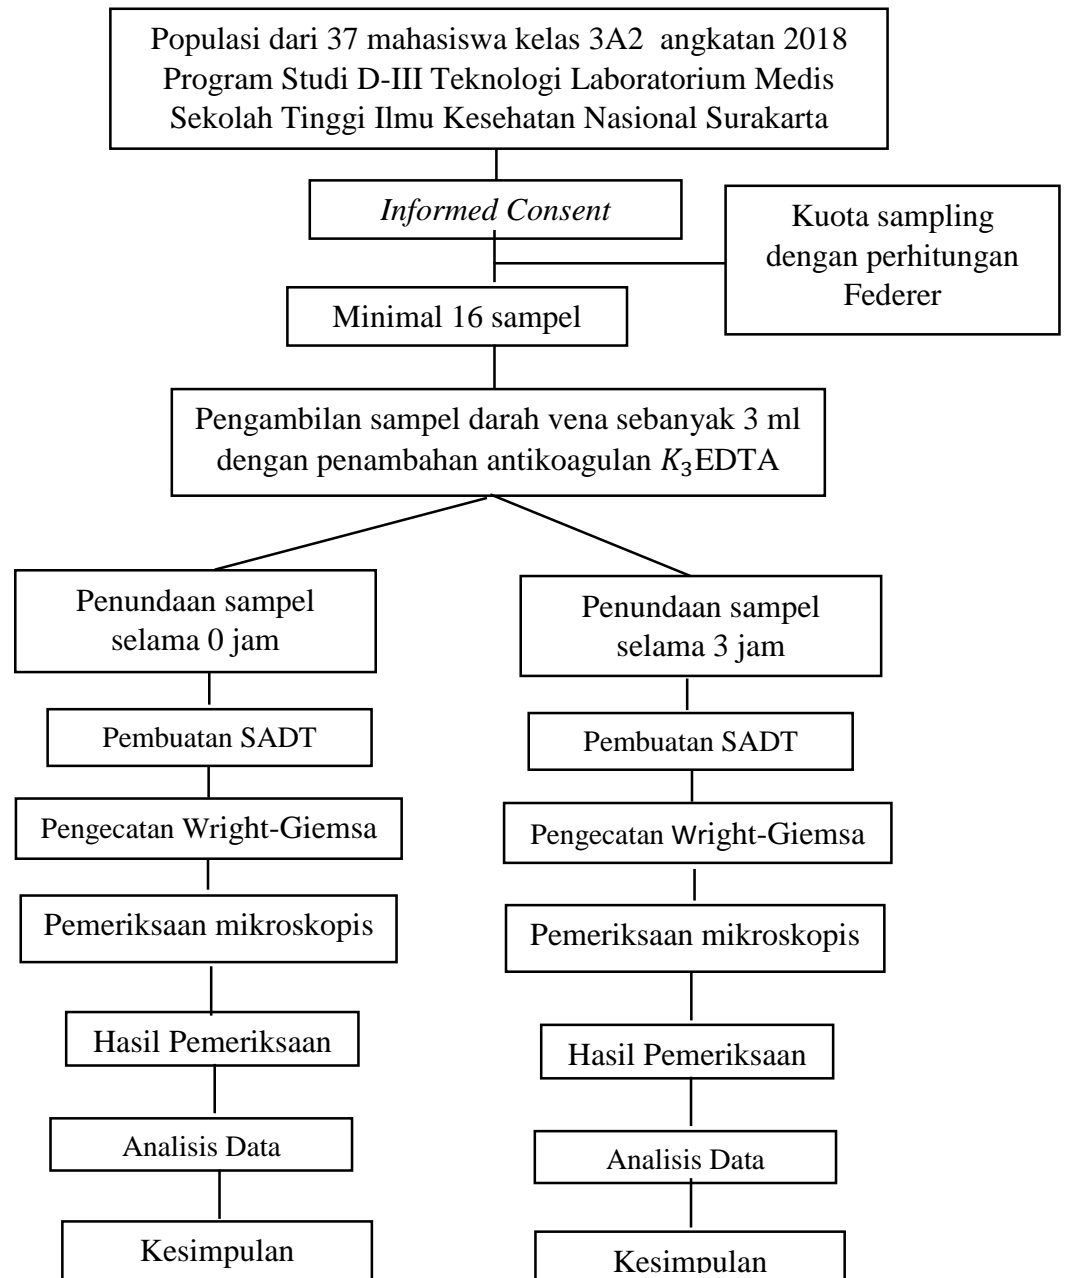 Populasi dari 37 mahasiswa kelas 3A2 angkatan 2018
Program Studi D-III Teknologi Laboratorium Medis
Sekolah Tinggi Ilmu Kesehatan Nasional Surakarta
Informed Consent
Kuota sampling
dengan perhitungan
Federer
Minimal 16 sampel
Pengambilan sampel darah vena sebanyak 3 ml
dengan penambahan antikoagulan K₃EDTA
Penundaan sampel
selama 0 jam
Pembuatan SADT
Pengecatan Wright-Giemsa
Pemeriksaan mikroskopis
Hasil Pemeriksaan
Analisis Data
Kesimpulan
Penundaan sampel
selama 3 jam
Pembuatan SADT
Pengecatan Wright-Giemsa
Pemeriksaan mikroskopis
Hasil Pemeriksaan
Analisis Data
Kesimpulan